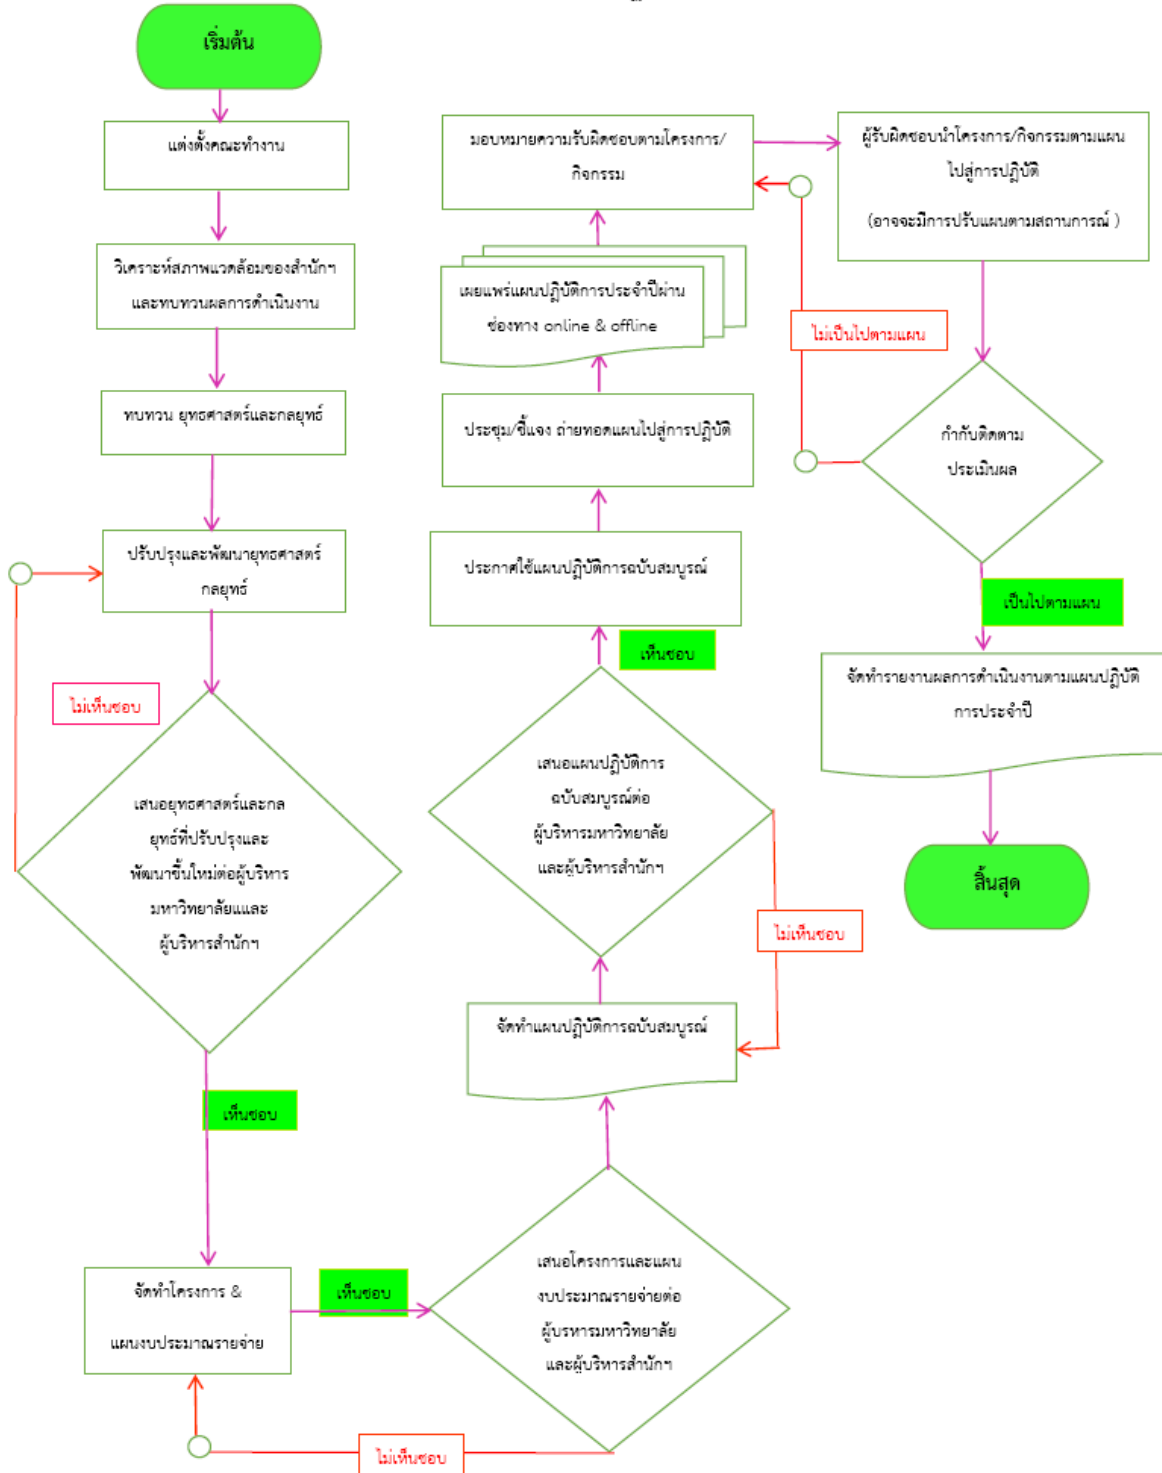 เริ่มต้น
แต่งตั้งคณะทำงาน
วิเคราะห์สภาพแวดล้อมของสำนักฯ
และทบทวนผลการดำเนินงาน
ทบทวน ยุทธศาสตร์และกลยุทธ์
ปรับปรุงและพัฒนายุทธศาสตร์
กลยุทธ์
ไม่เห็นชอบ
เสนอยุทธศาสตร์และกล
ยุทธ์ที่ปรับปรุงและ
พัฒนาขึ้นใหม่ต่อผู้บริหาร
มหาวิทยาลัยแและ
ผู้บริหารสำนักฯ
เห็นชอบ
จัดทำโครงการ &
แผนงบประมาณรายจ่าย
เห็นชอบ
ไม่เห็นชอบ
เสนอโครงการและแผน
งบประมาณรายจ่ายต่อ
ผู้บรหารมหาวิทยาลัย
และผู้บริหารสำนักฯ
จัดทำแผนปฏิบัติการฉบับสมบูรณ์
ไม่เห็นชอบ
เสนอแผนปฏิบัติการ
ฉบับสมบูรณ์ต่อ
ผู้บริหารมหาวิทยาลัย
และผู้บริหารสำนักฯ
เห็นชอบ
ประกาศใช้แผนปฏิบัติการฉบับสมบูรณ์
ประชุม/ชี้แจง ถ่ายทอดแผนไปสู่การปฏิบัติ
เผยแพร่แผนปฏิบัติการประจำปีผ่าน
ช่องทาง online & offline
มอบหมายความรับผิดชอบตามโครงการ/
กิจกรรม
ผู้รับผิดชอบนำโครงการ/กิจกรรมตามแผน
ไปสู่การปฏิบัติ
(อาจจะมีการปรับแผนตามสถานการณ์ )
ไม่เป็นไปตามแผน
กำกับติดตาม
ประเมินผล
เป็นไปตามแผน
จัดทำรายงานผลการดำเนินงานตามแผนปฏิบัติ
การประจำปี
สิ้นสุด